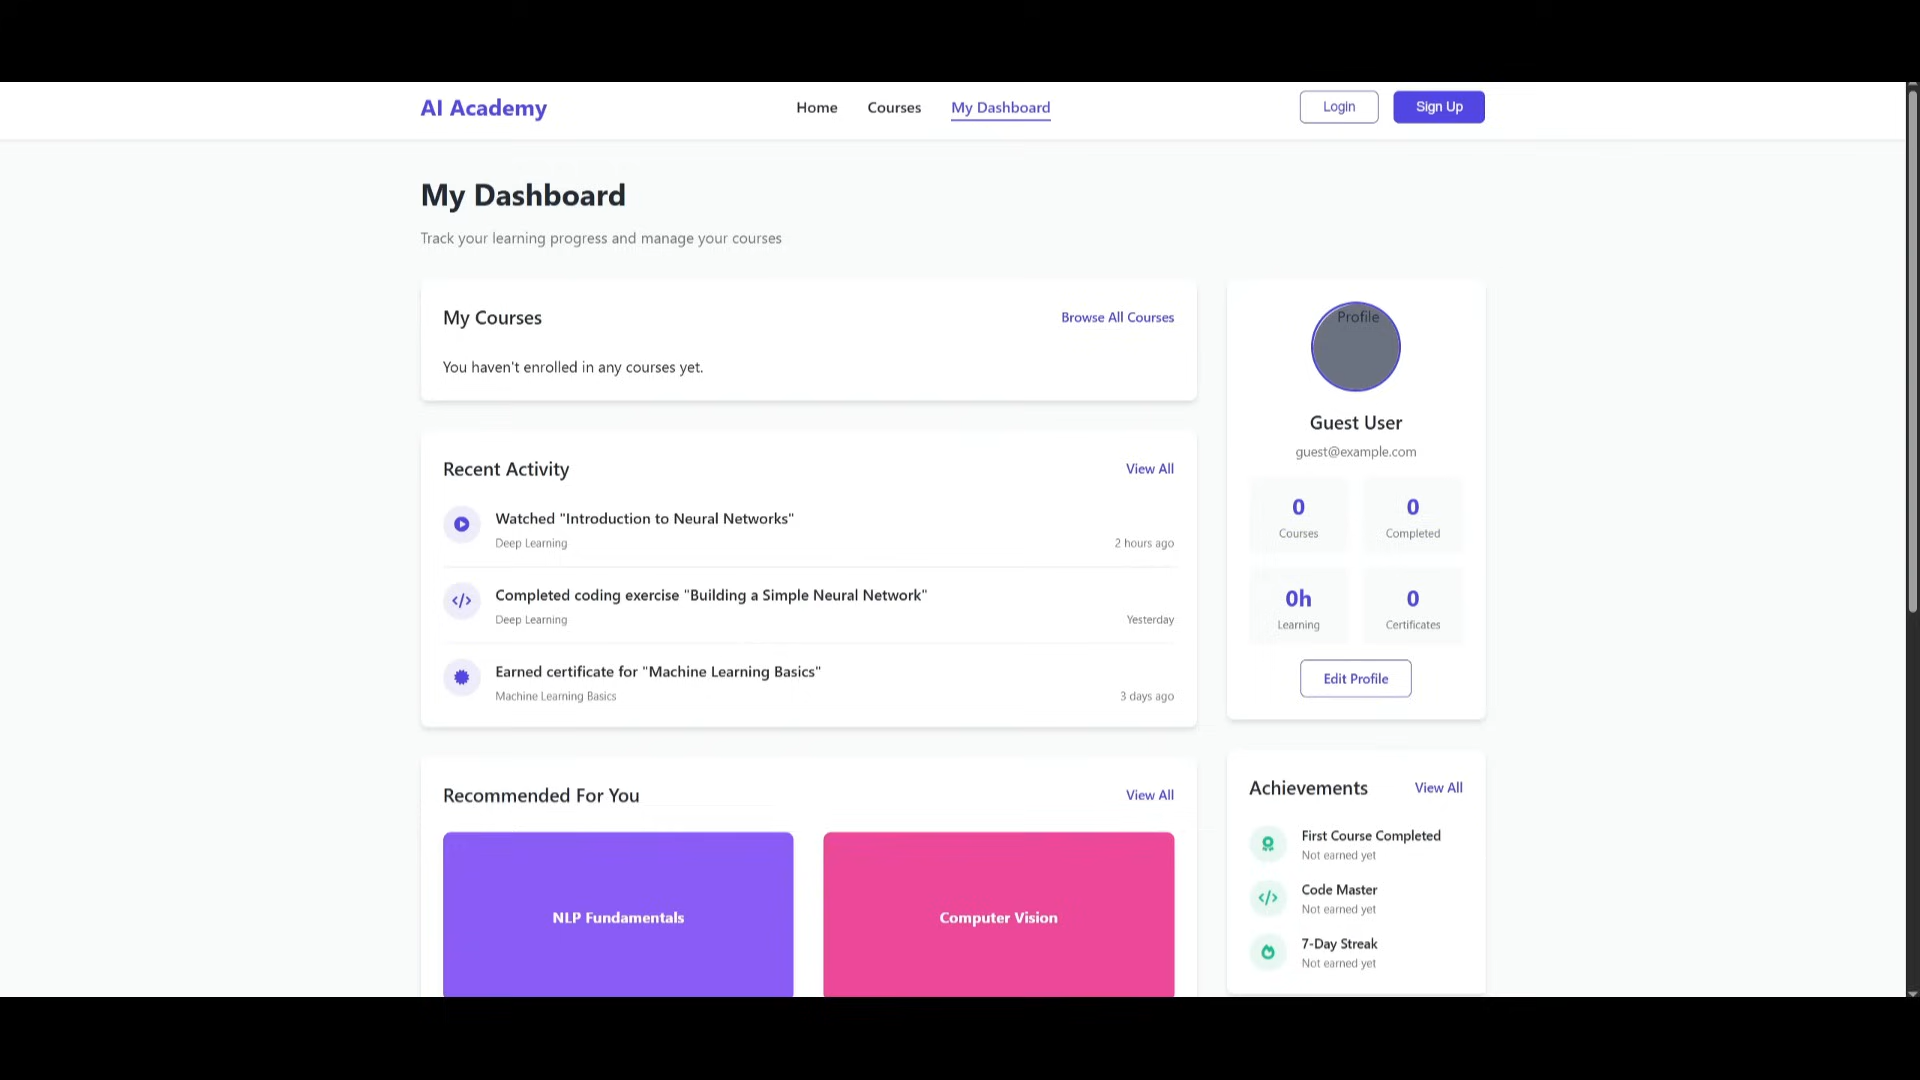 AI Academy
Home
Courses
My Dashboard
Login
Sign Up
My Dashboard
Track your learning progress and manage your courses
My Courses
Browse All Courses
You haven't enrolled in any courses yet.
Recent Activity
View All
Watched "Introduction to Neural Networks"
Deep Learning
2 hours ago
Completed coding exercise "Building a Simple Neural Network"
Deep Learning
Yesterday
Earned certificate for "Machine Learning Basics"
Machine Learning Basics
3 days ago
Recommended For You
View All
NLP Fundamentals
Computer Vision
Profile
Guest User
guest@example.com
0
Courses
0
Completed
0h
Learning
0
Certificates
Edit Profile
Achievements
View All
First Course Completed
Not earned yet
Code Master
Not earned yet
7-Day Streak
Not earned yet